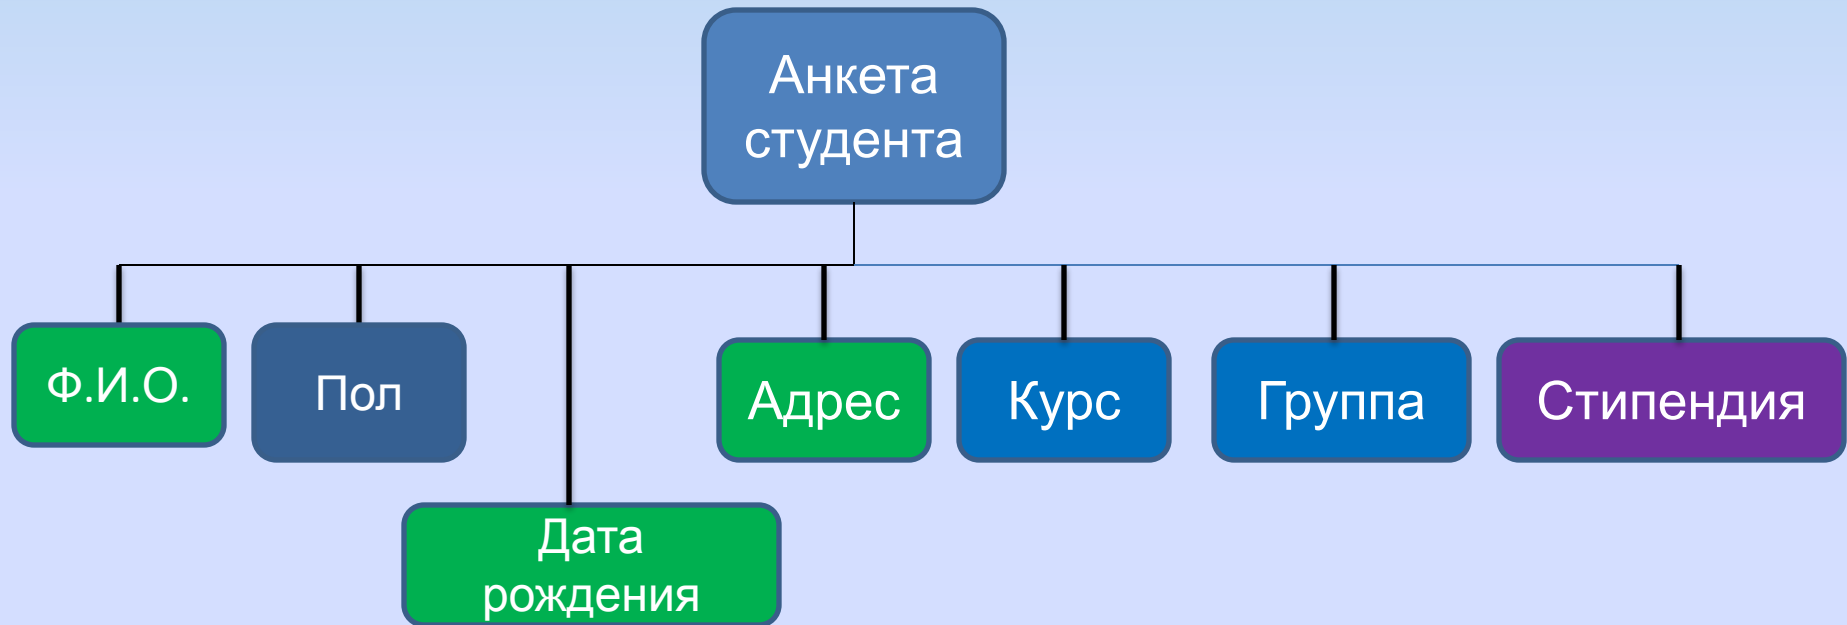 Анкета
студента
Ф.И.О.
Пол
Адрес
Курс
Группа
Стипендия
Дата
рождения